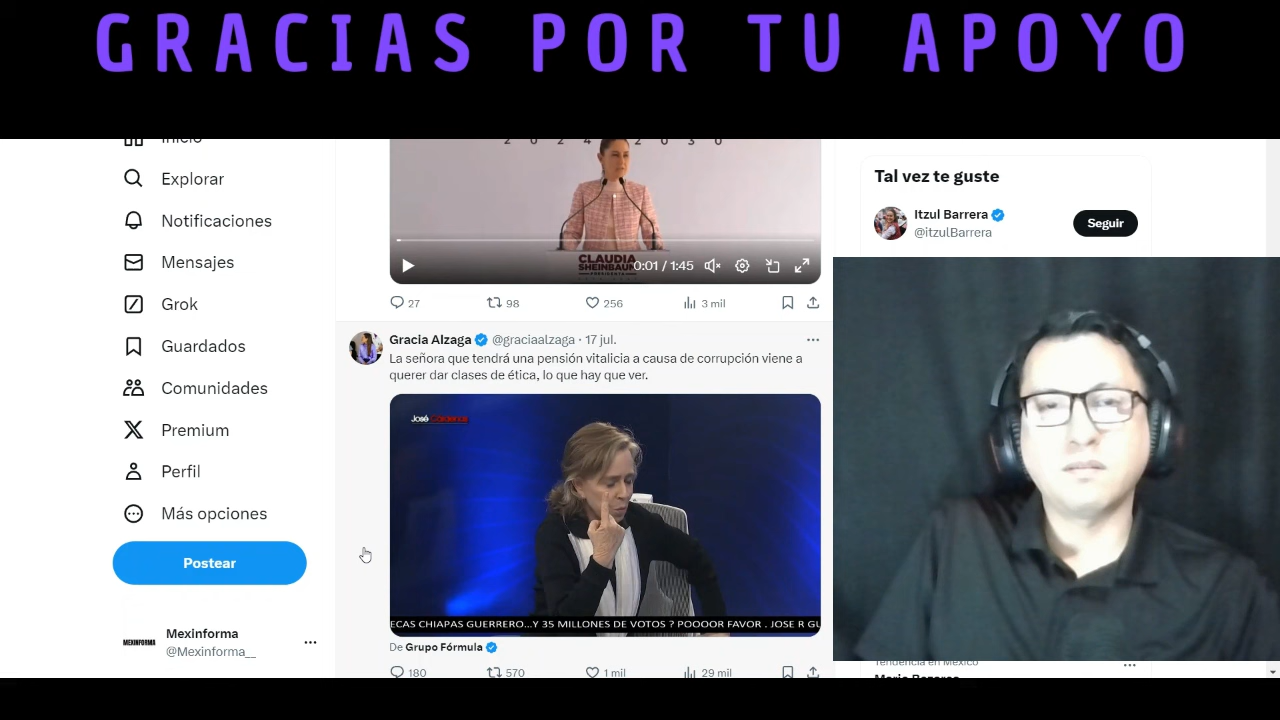 GRACIAS POR TU APOYO
Inicio
Explorar
Notificaciones
Mensajes
Grok
Guardados
Comunidades
Premium
Perfil
Más opciones
Postear
Mexinforma
@Mexinforma__
MEXINFORMA
2 0 2 4 2 0 3 0
CLAUDIA
SHEINBAUM
PRESIDENTA
0:01 / 1:45
27 98 256 3 mil
Gracia Alzaga @graciaalzaga · 17 jul.
La señora que tendrá una pensión vitalicia a causa de corrupción viene a
querer dar clases de ética, lo que hay que ver.
José Cárdenas
ECAS CHIAPAS GUERRERO...Y 35 MILLONES DE VOTOS ? POOOOR FAVOR . JOSE R GU
De Grupo Fórmula
180 570 1 mil 29 mil
Tal vez te guste
Itzul Barrera
@itzulBarrera
Seguir
Tendencia en México